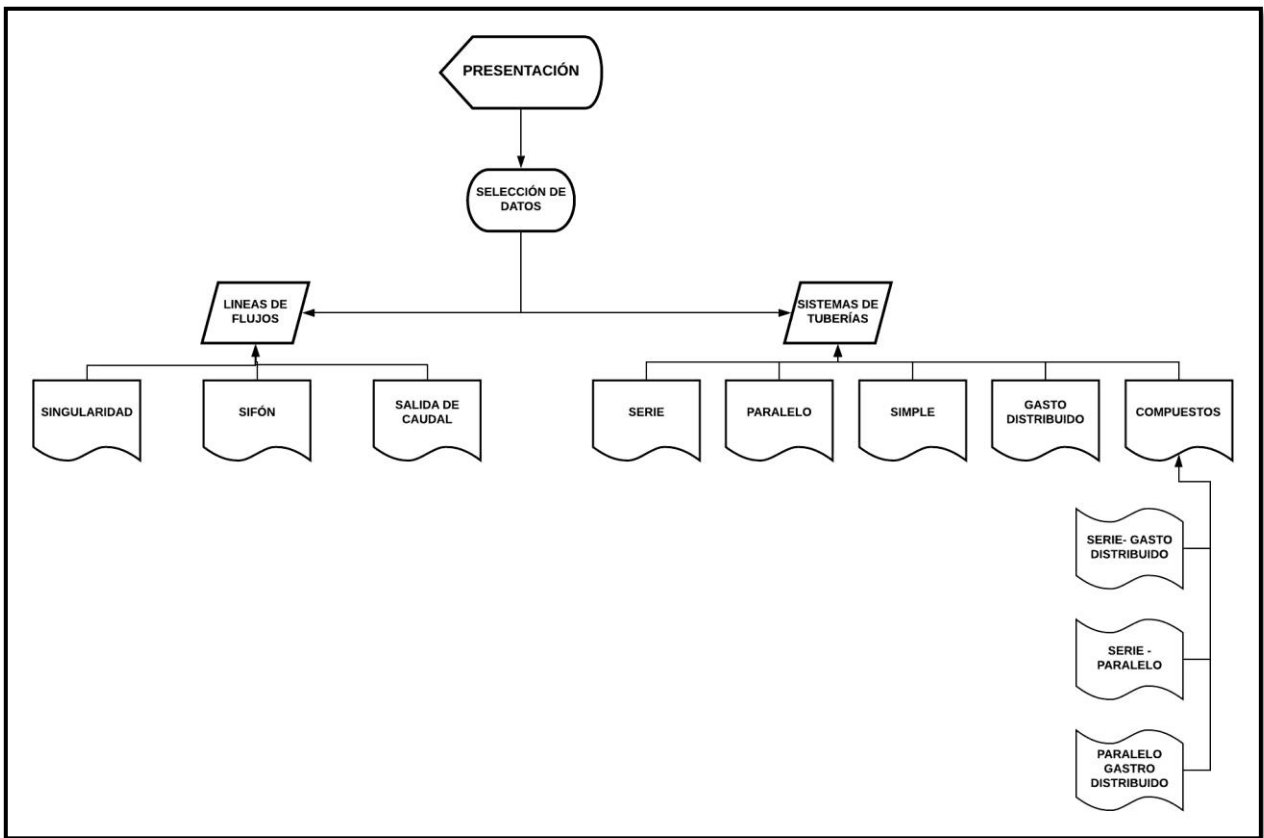 PRESENTACIÓN
SELECCIÓN DE
DATOS
LINEAS DE
FLUJOS
SISTEMAS DE
TUBERÍAS
SINGULARIDAD
SIFÓN
SALIDA DE
CAUDAL
SERIE
PARALELO
SIMPLE
GASTO
DISTRIBUIDO
COMPUESTOS
SERIE- GASTO
DISTRIBUIDO
SERIE -
PARALELO
PARALELO
GASTRO
DISTRIBUIDO